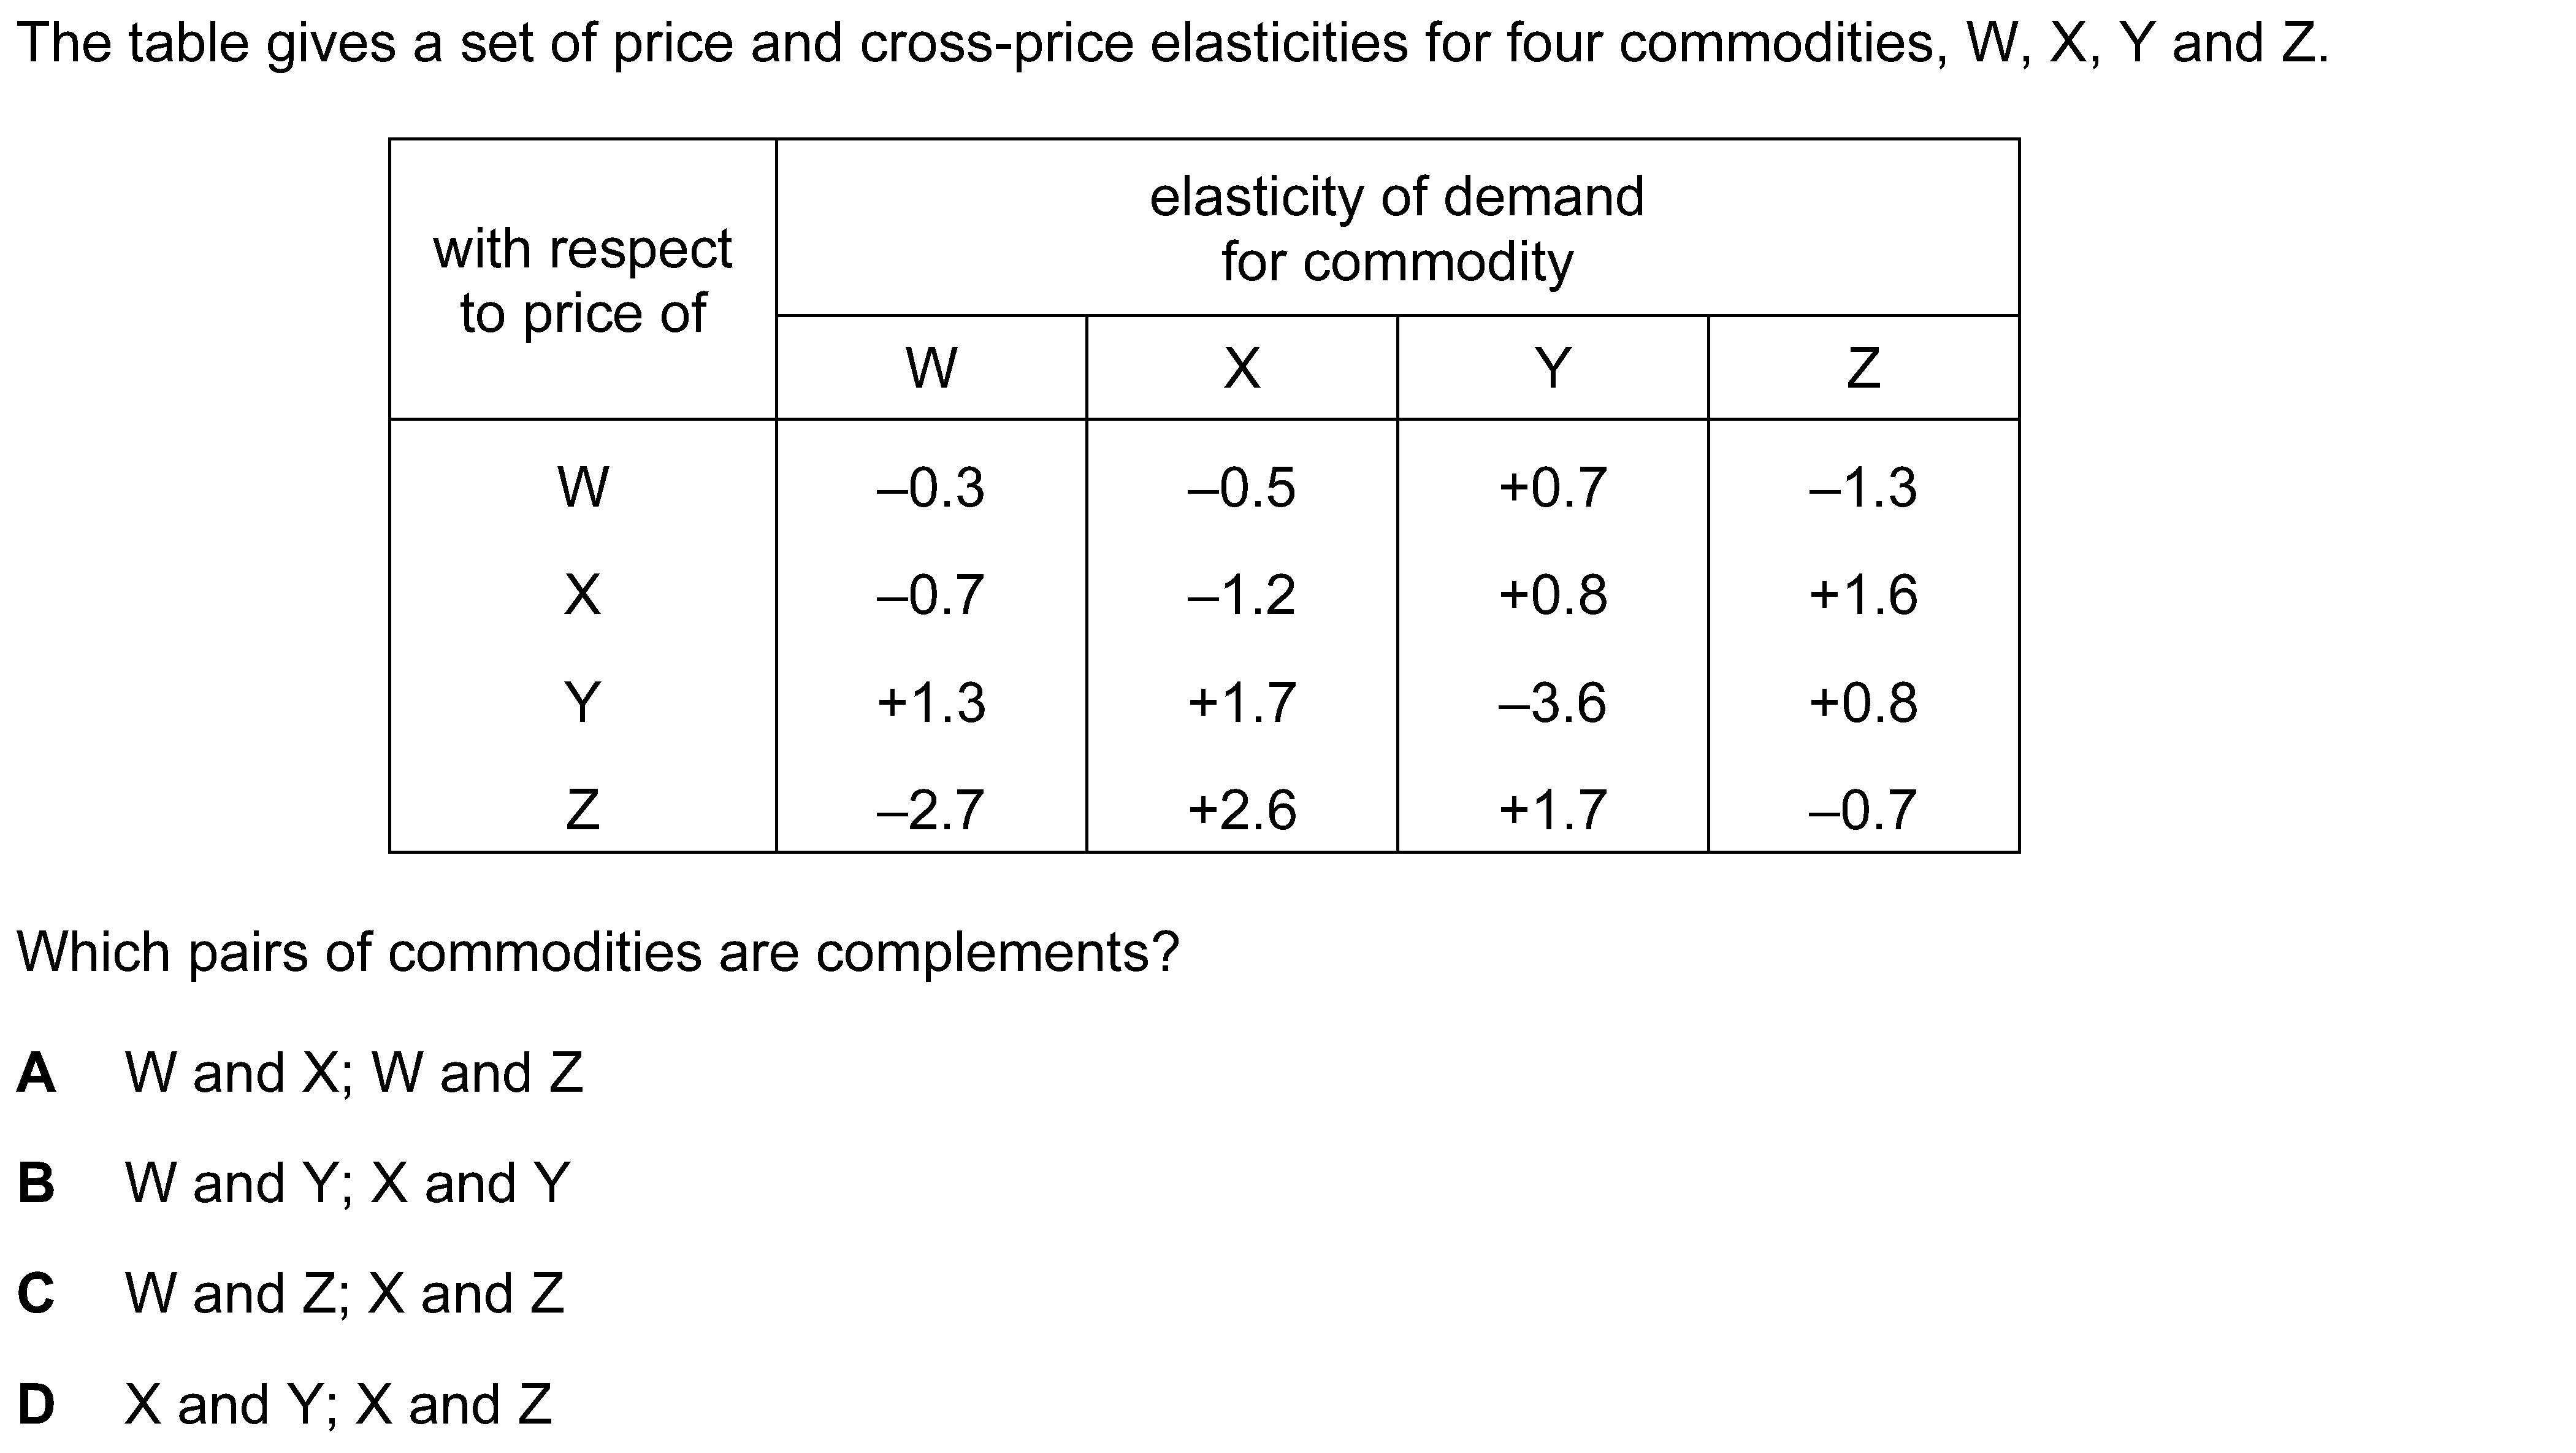 The table gives a set of price and cross-price elasticities for four commodities, W, X, Y and Z.
with respect
to price of
elasticity of demand
for commodity
W X Y Z
W –0.3 –0.5 +0.7 –1.3
X –0.7 –1.2 +0.8 +1.6
Y +1.3 +1.7 –3.6 +0.8
Z –2.7 +2.6 +1.7 –0.7
Which pairs of commodities are complements?
A W and X; W and Z
B W and Y; X and Y
C W and Z; X and Z
D X and Y; X and Z